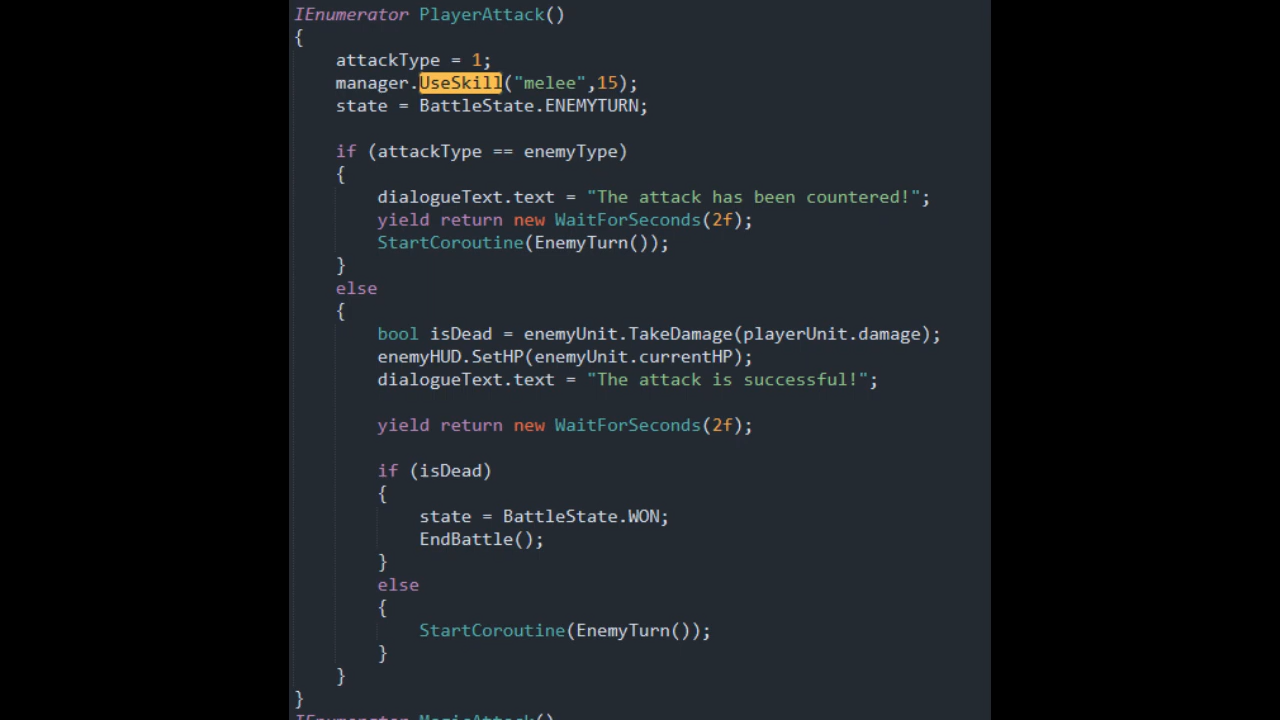 IEnumerator PlayerAttack()
{
attackType = 1;
manager.UseSkill("melee",15);
state = BattleState.ENEMYTURN;
if (attackType == enemyType)
{
dialogueText.text = "The attack has been countered!";
yield return new WaitForSeconds(2f);
StartCoroutine(EnemyTurn());
}
else
{
bool isDead = enemyUnit.TakeDamage(playerUnit.damage);
enemyHUD.SetHP(enemyUnit.currentHP);
dialogueText.text = "The attack is successful!";
yield return new WaitForSeconds(2f);
if (isDead)
{
state = BattleState.WON;
EndBattle();
}
else
{
StartCoroutine(EnemyTurn());
}
}
}
IEnumerator MagicAttack()